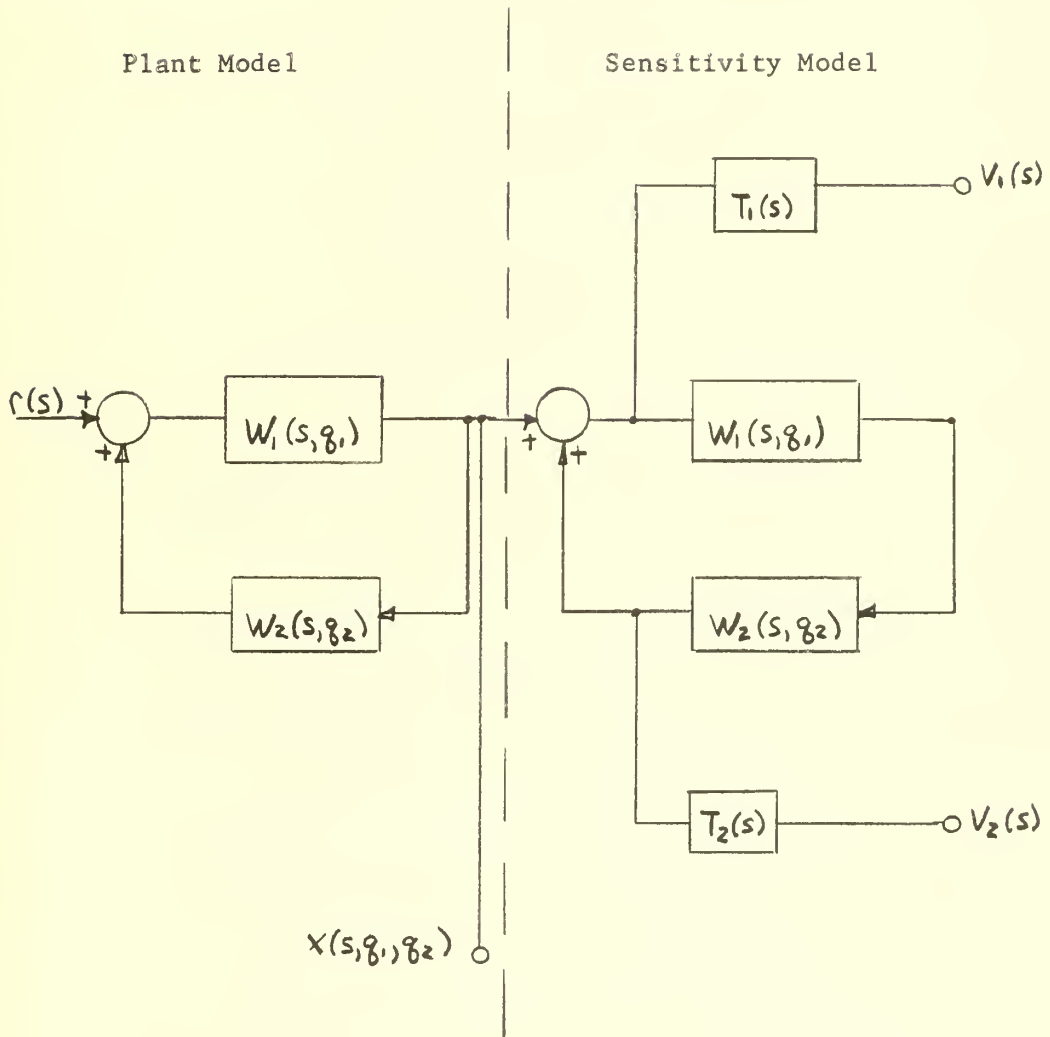 Plant Model
Sensitivity Model
T₁(s)
V₁(s)
r(s)
+
+
W₁(s,q₁)
W₂(s,q₂)
+
+
W₁(s,q₁)
W₂(s,q₂)
T₂(s)
V₂(s)
x(s,q₁,q₂)